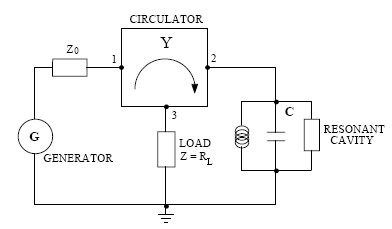 CIRCULATOR
Z0
1
Y
2
3
C
G
GENERATOR
LOAD
Z = RL
RESONANT
CAVITY